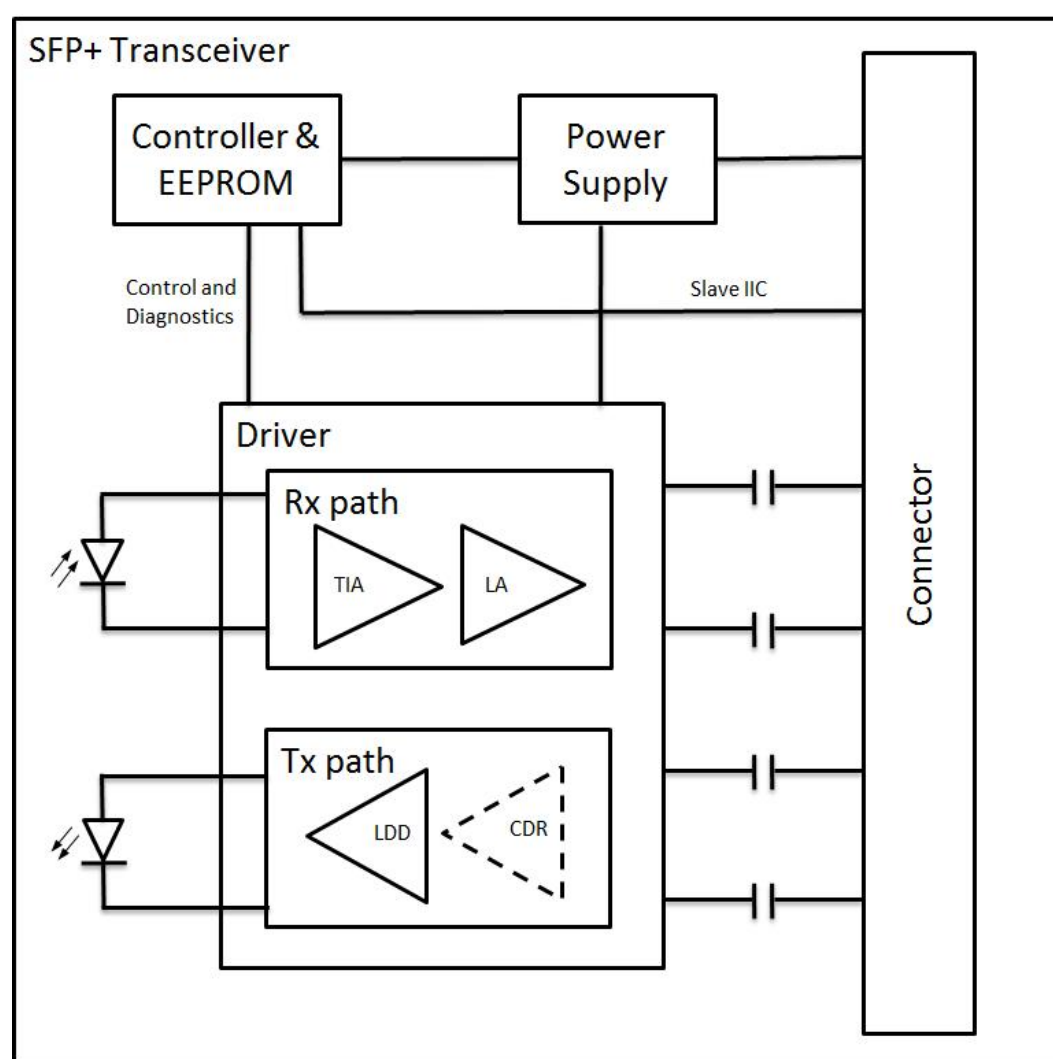 SFP+ Transceiver
Controller &
EEPROM
Power
Supply
Control and
Diagnostics
Slave IIC
Driver
Rx path
TIA
LA
Connector
Tx path
LDD
CDR